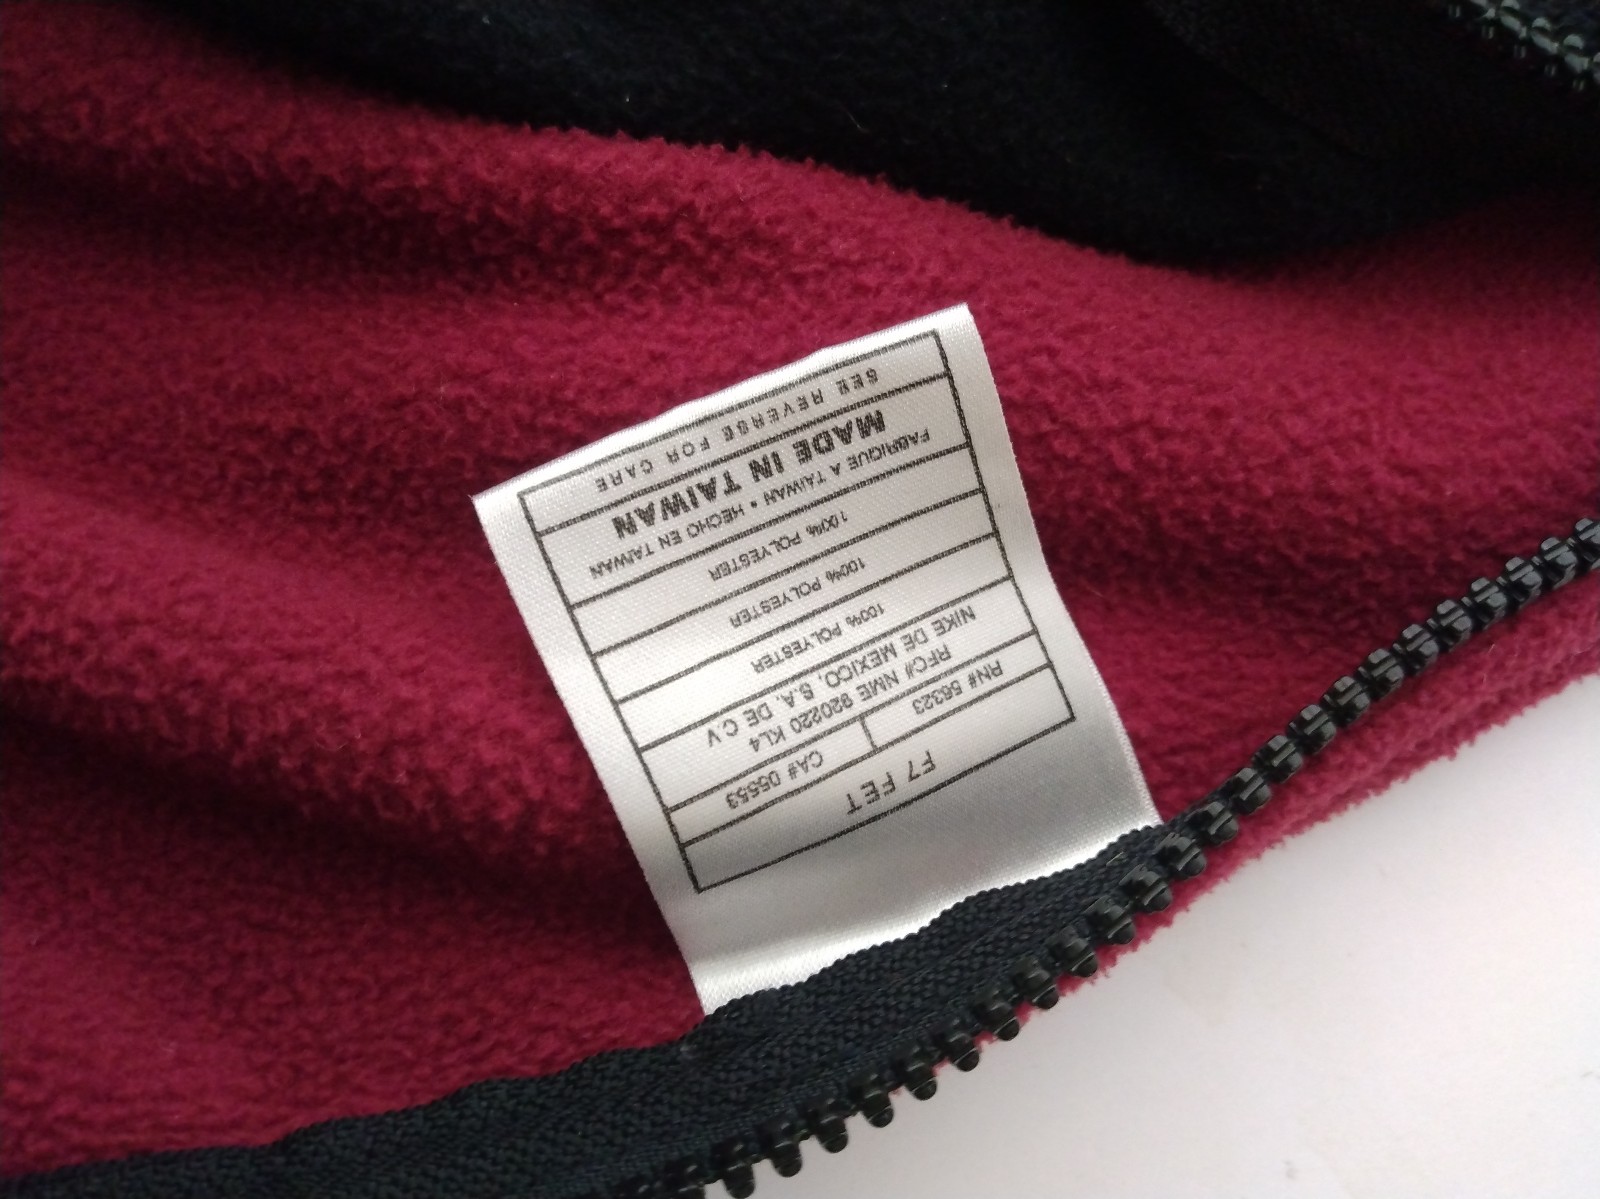 F7 FET
RN# 56323 CA# 05553
RFC# NME 920220 KL4
NIKE DE MEXICO, S.A. DE C.V
100% POLYESTER
100% POLYESTER
100% POLYESTER
FABRIQUE A TAIWAN • HECHO EN TAIWAN
MADE IN TAIWAN
SEE REVERSE FOR CARE